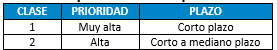 CLASE PRIORIDAD PLAZO
1 Muy alta Corto plazo
2 Alta Corto a mediano plazo